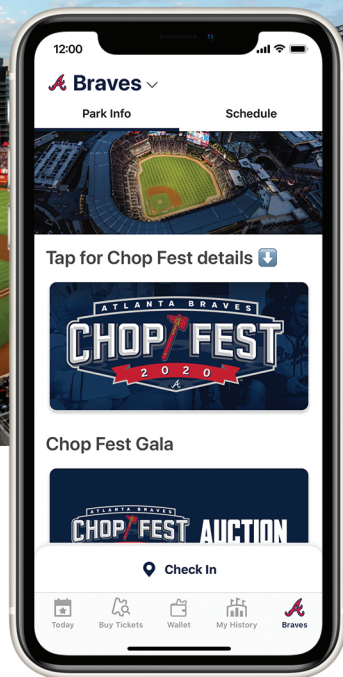 12:00
Braves
Park Info Schedule
Tap for Chop Fest details
ATLANTA BRAVES
CHOP FEST
2020
A
Chop Fest Gala
ATLANTA BRAVES
CHOP FEST AUCTION
Check In
Today Buy Tickets Wallet My History Braves